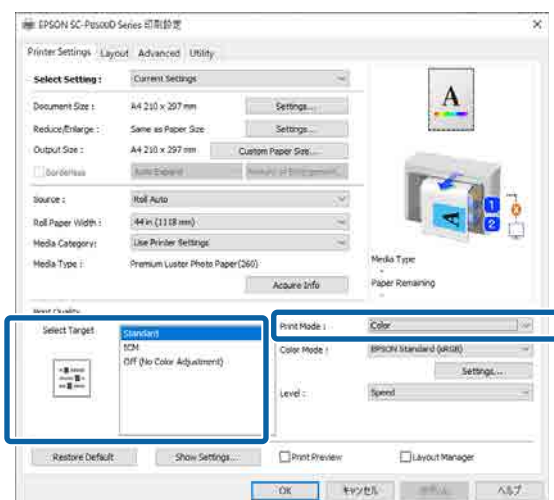 EPSON SC-P8500D Series 印刷設定
Printer Settings Layout Advanced Utility
Select Setting : Current Settings
Document Size : A4 210 x 297 mm Settings...
Reduce/Enlarge : Same as Paper Size Settings...
Output Size : A4 210 x 297 mm Custom Paper Size...
Borderless Auto Expand Amount of Enlargement...
Source : Roll Auto
Roll Paper Width : 44 in (1118 mm)
Media Category: Use Printer Settings
Media Type : Premium Luster Photo Paper(260)
Acquire Info
A
A
1
2
Media Type
-
Paper Remaining
-
Print Quality
Select Target
Standard
ICM
Off (No Color Adjustment)
Print Mode : Color
Color Mode : EPSON Standard (sRGB)
Settings...
Level : Speed
Restore Default Show Settings... Print Preview Layout Manager
OK キャンセル ヘルプ